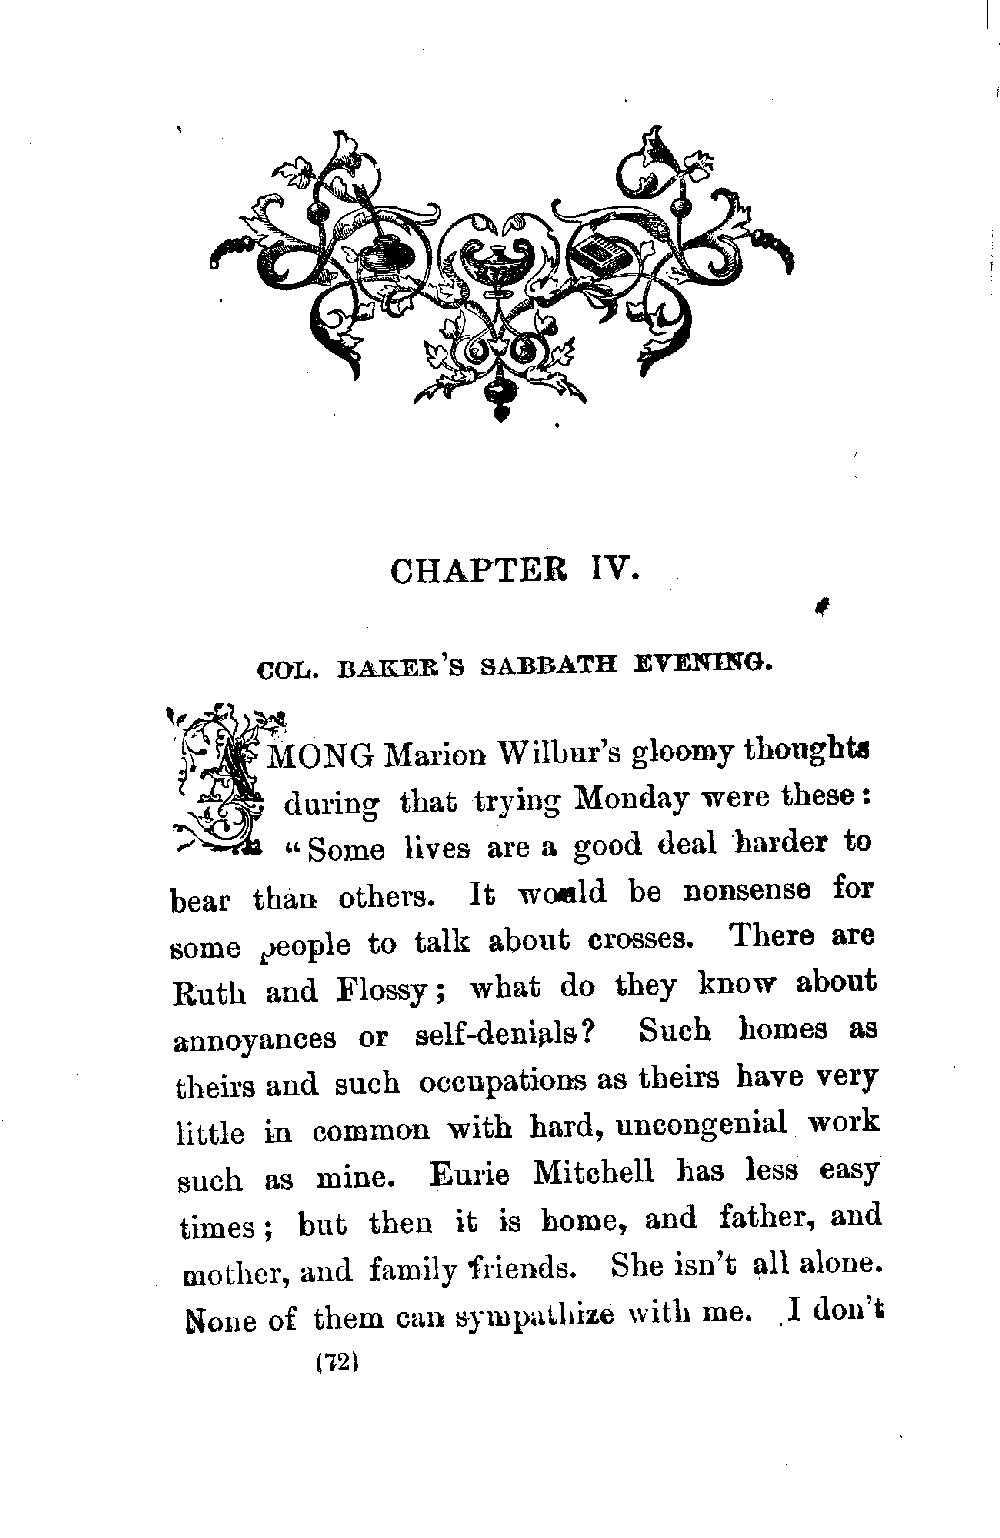 CHAPTER IV.
COL. BAKER'S SABBATH EVENING.
AMONG Marion Wilbur's gloomy thoughts
during that trying Monday were these:
"Some lives are a good deal harder to
bear than others. It would be nonsense for
some people to talk about crosses. There are
Ruth and Flossy; what do they know about
annoyances or self-denials? Such homes as
theirs and such occupations as theirs have very
little in common with hard, uncongenial work
such as mine. Eurie Mitchell has less easy
times; but then it is home, and father, and
mother, and family friends. She isn't all alone.
None of them can sympathize with me. I don't
(72)